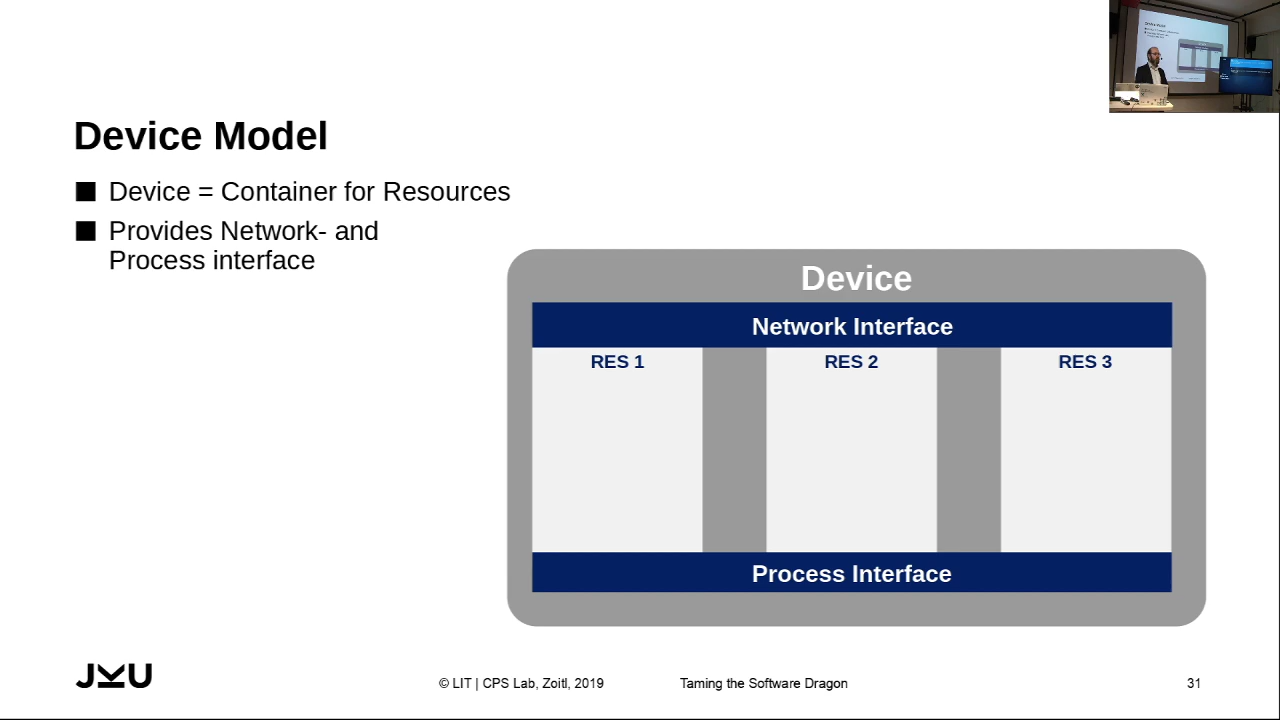 Device Model
Device = Container for Resources
Provides Network- and
Process interface
Device
Network Interface
RES 1
RES 2
RES 3
Process Interface
JKU
© LIT | CPS Lab, Zoitl, 2019
Taming the Software Dragon
31